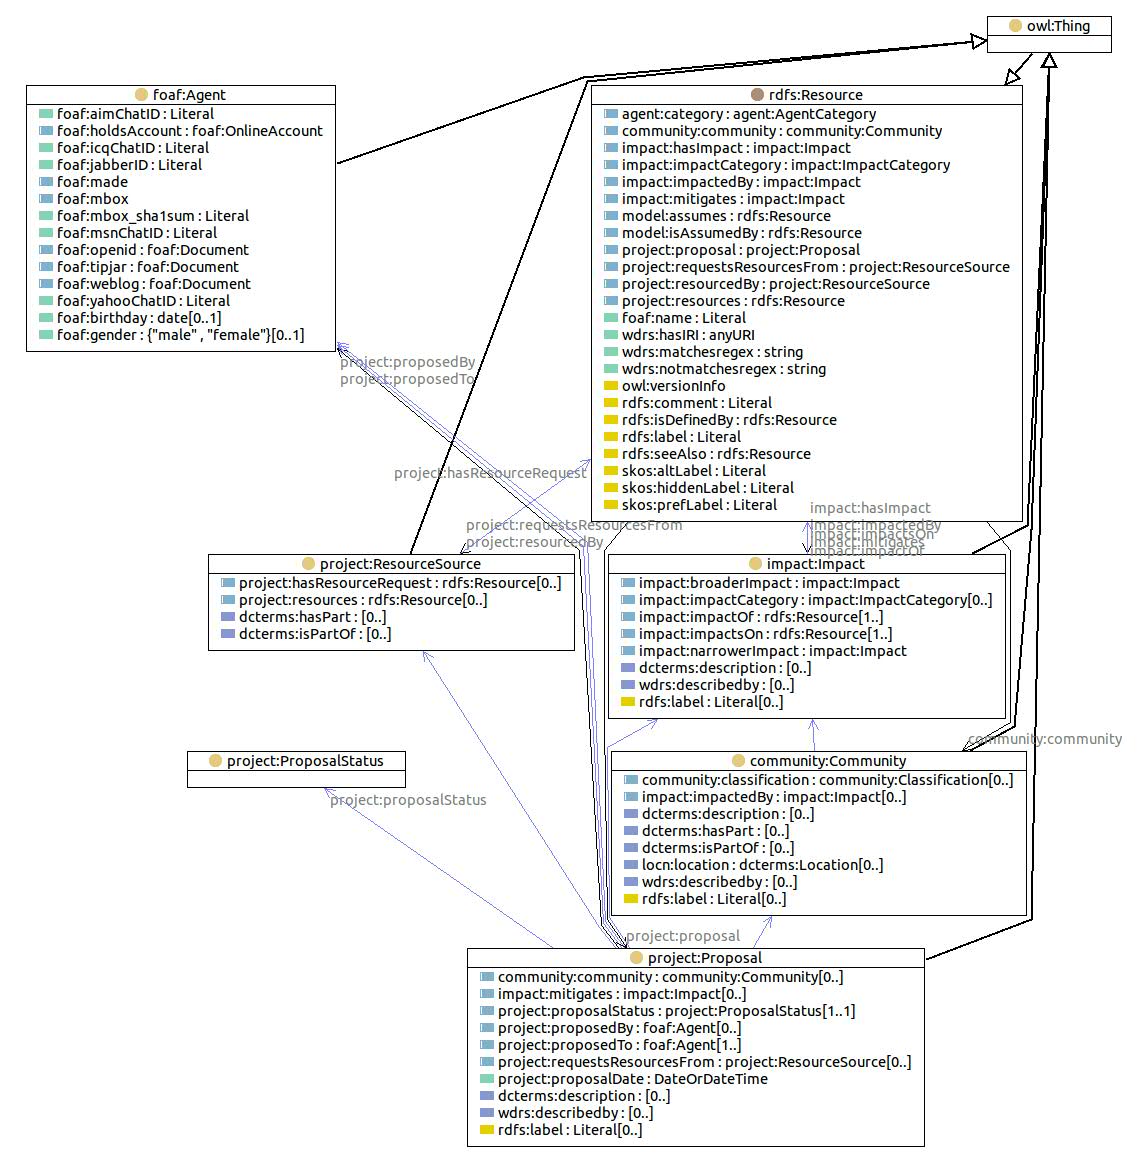 owl:Thing
foaf:Agent
foaf:aimChatID : Literal
foaf:holdsAccount : foaf:OnlineAccount
foaf:icqChatID : Literal
foaf:jabberID : Literal
foaf:made
foaf:mbox
foaf:mbox_sha1sum : Literal
foaf:msnChatID : Literal
foaf:openid : foaf:Document
foaf:tipjar : foaf:Document
foaf:weblog : foaf:Document
foaf:yahooChatID : Literal
foaf:birthday : date[0..1]
foaf:gender : {"male" , "female"}[0..1]
rdfs:Resource
agent:category : agent:AgentCategory
community:community : community:Community
impact:hasImpact : impact:Impact
impact:impactCategory : impact:ImpactCategory
impact:impactedBy : impact:Impact
impact:mitigates : impact:Impact
model:assumes : rdfs:Resource
model:isAssumedBy : rdfs:Resource
project:proposal : project:Proposal
project:requestsResourcesFrom : project:ResourceSource
project:resourcedBy : project:ResourceSource
project:resources : rdfs:Resource
foaf:name : Literal
wdrs:hasIRI : anyURI
wdrs:matchesregex : string
wdrs:notmatchesregex : string
owl:versionInfo
rdfs:comment : Literal
rdfs:isDefinedBy : rdfs:Resource
rdfs:label : Literal
rdfs:seeAlso : rdfs:Resource
skos:altLabel : Literal
skos:hiddenLabel : Literal
skos:prefLabel : Literal
project:proposedBy
project:proposedTo
project:hasResourceRequest
project:requestsResourcesFrom
project:resourcedBy
impact:hasImpact
impact:impactedBy
impact:impactsOn
impact:mitigates
impact:impactOf
project:ResourceSource
project:hasResourceRequest : rdfs:Resource[0..]
project:resources : rdfs:Resource[0..]
dcterms:hasPart : [0..]
dcterms:isPartOf : [0..]
impact:Impact
impact:broaderImpact : impact:Impact
impact:impactCategory : impact:ImpactCategory[0..]
impact:impactOf : rdfs:Resource[1..]
impact:impactsOn : rdfs:Resource[1..]
impact:narrowerImpact : impact:Impact
dcterms:description : [0..]
wdrs:describedby : [0..]
rdfs:label : Literal[0..]
community:community
project:ProposalStatus
project:proposalStatus
community:Community
community:classification : community:Classification[0..]
impact:impactedBy : impact:Impact[0..]
dcterms:description : [0..]
dcterms:hasPart : [0..]
dcterms:isPartOf : [0..]
locn:location : dcterms:Location[0..]
wdrs:describedby : [0..]
rdfs:label : Literal[0..]
project:proposal
project:Proposal
community:community : community:Community[0..]
impact:mitigates : impact:Impact[0..]
project:proposalStatus : project:ProposalStatus[1..1]
project:proposedBy : foaf:Agent[0..]
project:proposedTo : foaf:Agent[1..]
project:requestsResourcesFrom : project:ResourceSource[0..]
project:proposalDate : DateOrDateTime
dcterms:description : [0..]
wdrs:describedby : [0..]
rdfs:label : Literal[0..]